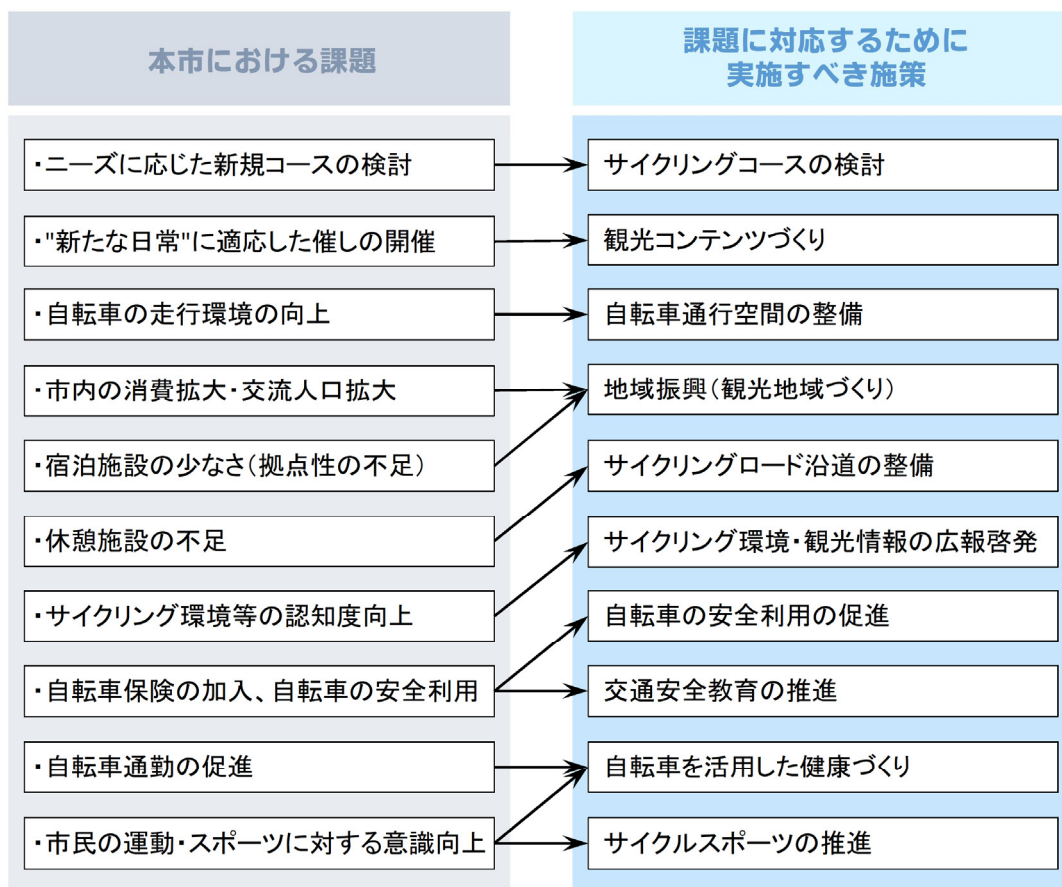 本市における課題
課題に対応するために
実施すべき施策
・ニーズに応じた新規コースの検討
サイクリングコースの検討
・"新たな日常"に適応した催しの開催
観光コンテンツづくり
・自転車の走行環境の向上
自転車通行空間の整備
・市内の消費拡大・交流人口拡大
地域振興（観光地域づくり）
・宿泊施設の少なさ（拠点性の不足）
サイクリングロード沿道の整備
・休憩施設の不足
サイクリング環境・観光情報の広報啓発
・サイクリング環境等の認知度向上
自転車の安全利用の促進
・自転車保険の加入、自転車の安全利用
交通安全教育の推進
・自転車通勤の促進
自転車を活用した健康づくり
・市民の運動・スポーツに対する意識向上
サイクルスポーツの推進